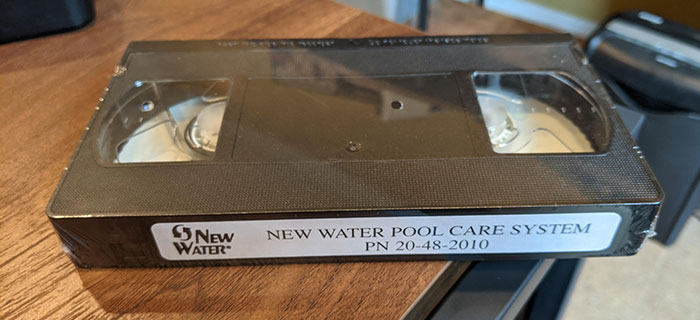 NEW WATER POOL CARE SYSTEM
NEW
WATER®
PN 20-48-2010